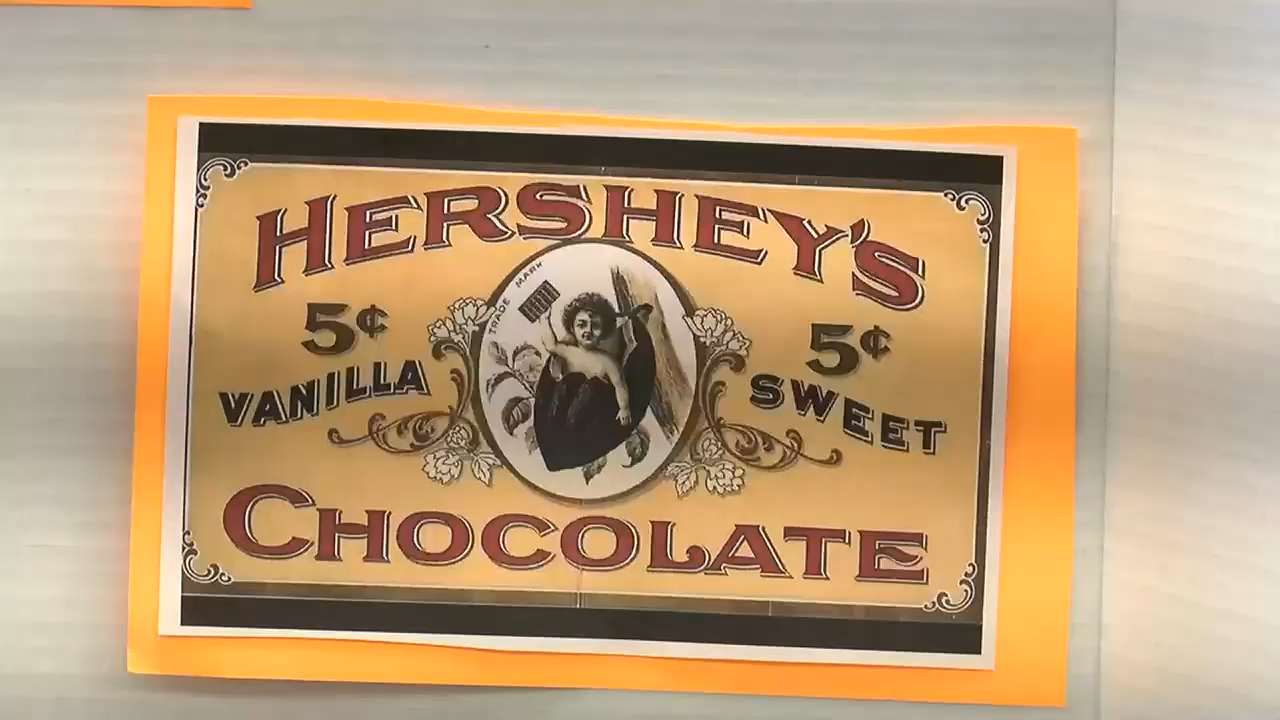 HERSHEY'S
TRADE MARK
5¢
VANILLA
5¢
SWEET
CHOCOLATE